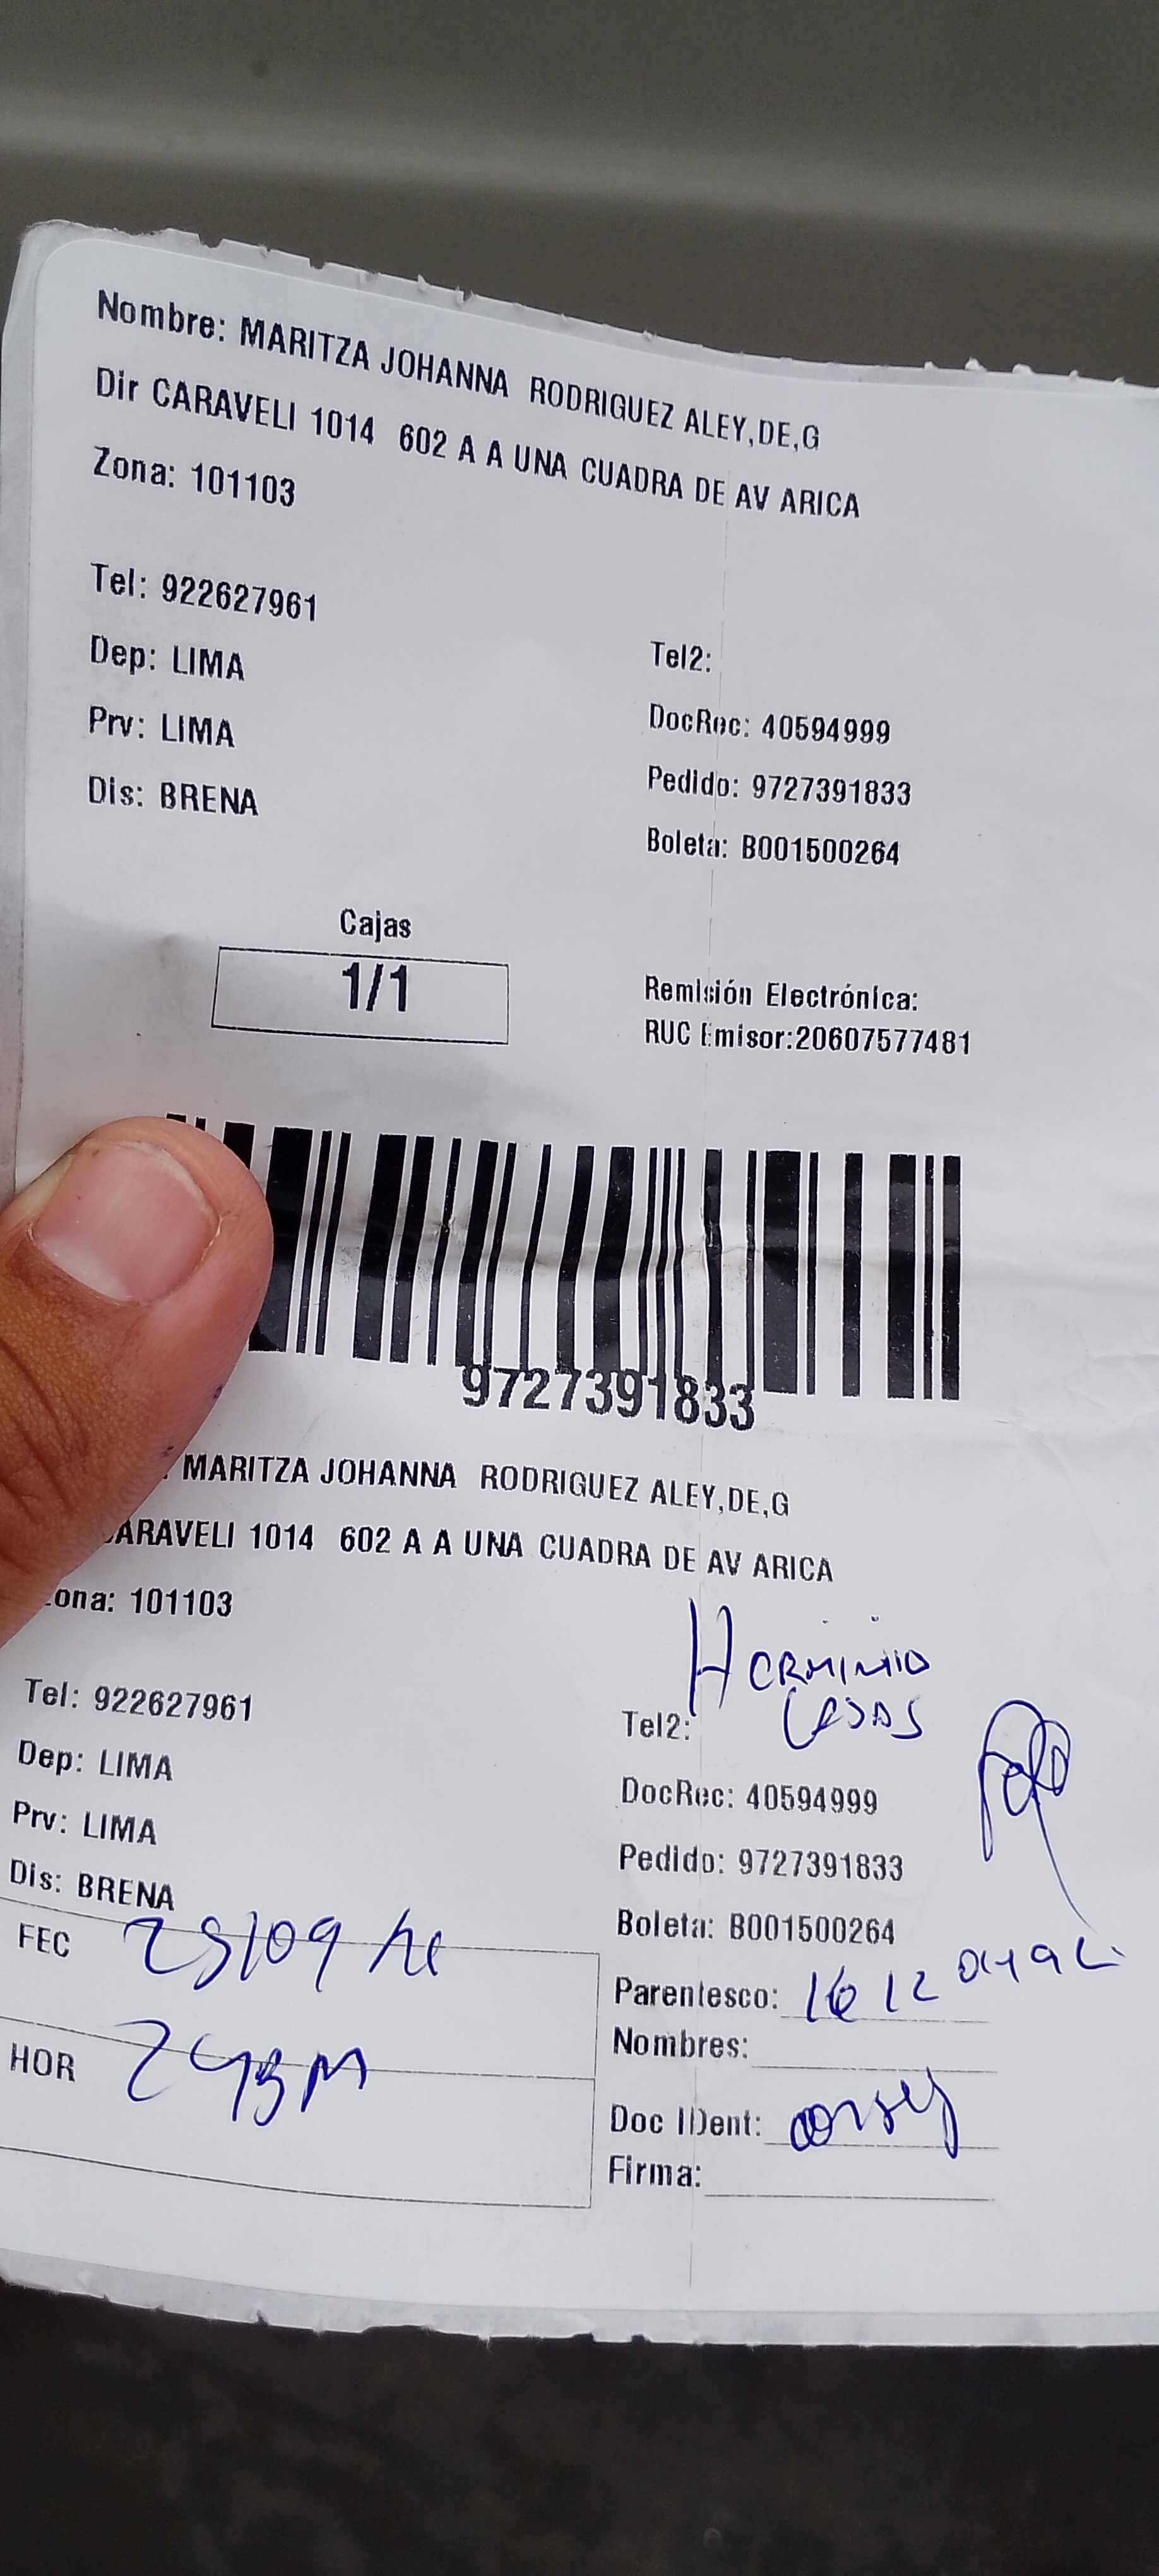 Nombre: MARITZA JOHANNA RODRIGUEZ ALEY,DE,G
Dir CARAVELI 1014 602 A A UNA CUADRA DE AV ARICA
Zona: 101103
Tel: 922627961
Tel2:
Dep: LIMA
DocRec: 40594999
Prv: LIMA
Pedido: 9727391833
Dis: BRENA
Boleta: B001500264
Cajas
1/1
Remisión Electrónica:
RUC Emisor:20607577481
9727391833
MARITZA JOHANNA RODRIGUEZ ALEY,DE,G
CARAVELI 1014 602 A A UNA CUADRA DE AV ARICA
ona: 101103
HERMINIO
CASAS
Tel: 922627961
Tel2:
Dep: LIMA
DocRec: 40594999
Prv: LIMA
Pedido: 9727391833
Dis: BRENA
Boleta: B001500264
FEC
Parentesco: 1612
Nombres:
HOR
Doc IDent:
Firma: